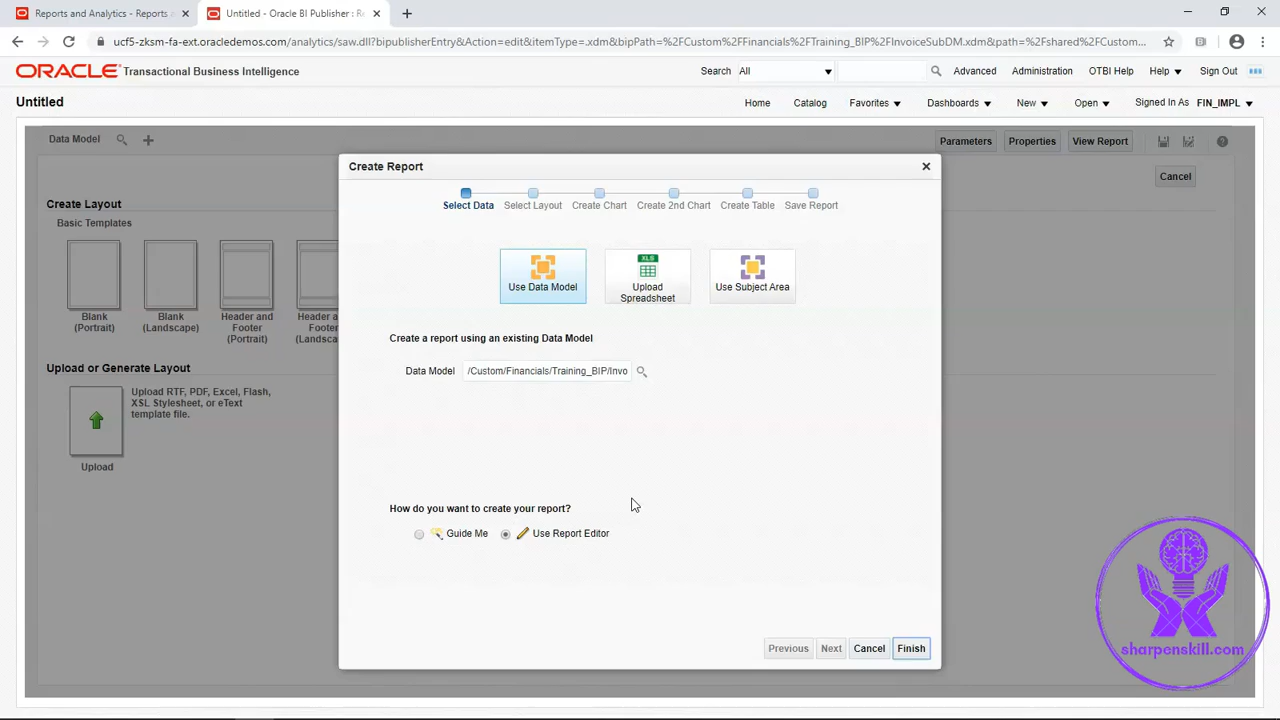 Reports and Analytics - Reports a
Untitled - Oracle BI Publisher : Re
ucf5-zksm-fa-ext.oracledemos.com/analytics/saw.dll?bipublisherEntry&Action=edit&itemType=.xdm&bipPath=%2FCustom%2FFinancials%2FTraining_BIP%2FInvoiceSubDM.xdm&path=%2Fshared%2FCustom...
ORACLE Transactional Business Intelligence
Search All Advanced Administration OTBI Help Help Sign Out
Untitled
Home Catalog Favorites Dashboards New Open Signed In As FIN_IMPL
Data Model
Parameters Properties View Report
Cancel
Create Layout
Basic Templates
Blank (Portrait)
Blank (Landscape)
Header and Footer (Portrait)
Header a
Footer
(Landsca
Upload or Generate Layout
Upload RTF, PDF, Excel, Flash,
XSL Stylesheet, or eText
template file.
Upload
Create Report
Select Data Select Layout Create Chart Create 2nd Chart Create Table Save Report
Use Data Model
XLS
Upload Spreadsheet
Use Subject Area
Create a report using an existing Data Model
Data Model /Custom/Financials/Training_BIP/Invo
How do you want to create your report?
Guide Me Use Report Editor
Previous Next Cancel Finish
sharpenskill.com